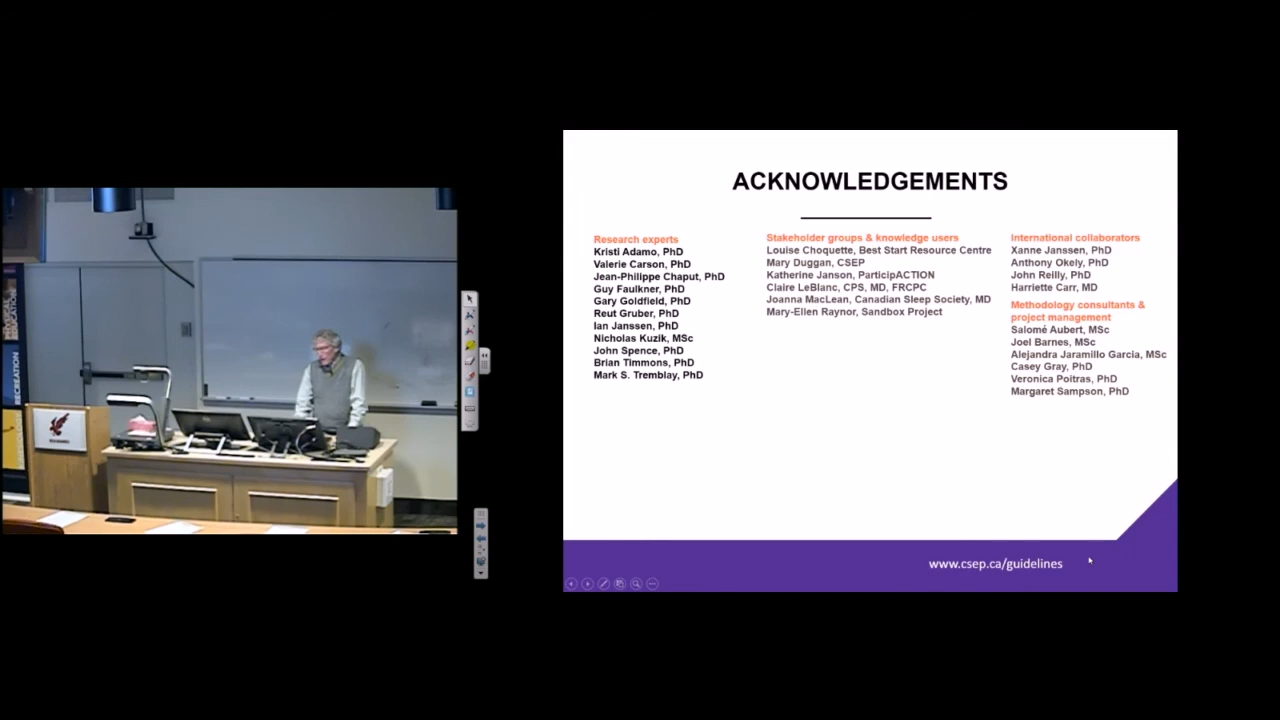 ACKNOWLEDGEMENTS
Research experts
Kristi Adamo, PhD
Valerie Carson, PhD
Jean-Philippe Chaput, PhD
Guy Faulkner, PhD
Gary Goldfield, PhD
Reut Gruber, PhD
Ian Janssen, PhD
Nicholas Kuzik, MSc
John Spence, PhD
Brian Timmons, PhD
Mark S. Tremblay, PhD
Stakeholder groups & knowledge users
Louise Choquette, Best Start Resource Centre
Mary Duggan, CSEP
Katherine Janson, ParticipACTION
Claire LeBlanc, CPS, MD, FRCPC
Joanna MacLean, Canadian Sleep Society, MD
Mary-Ellen Raynor, Sandbox Project
International collaborators
Xanne Janssen, PhD
Anthony Okely, PhD
John Reilly, PhD
Harriette Carr, MD
Methodology consultants &
project management
Salomé Aubert, MSc
Joel Barnes, MSc
Alejandra Jaramillo Garcia, MSc
Casey Gray, PhD
Veronica Poitras, PhD
Margaret Sampson, PhD
www.csep.ca/guidelines
RECREATION